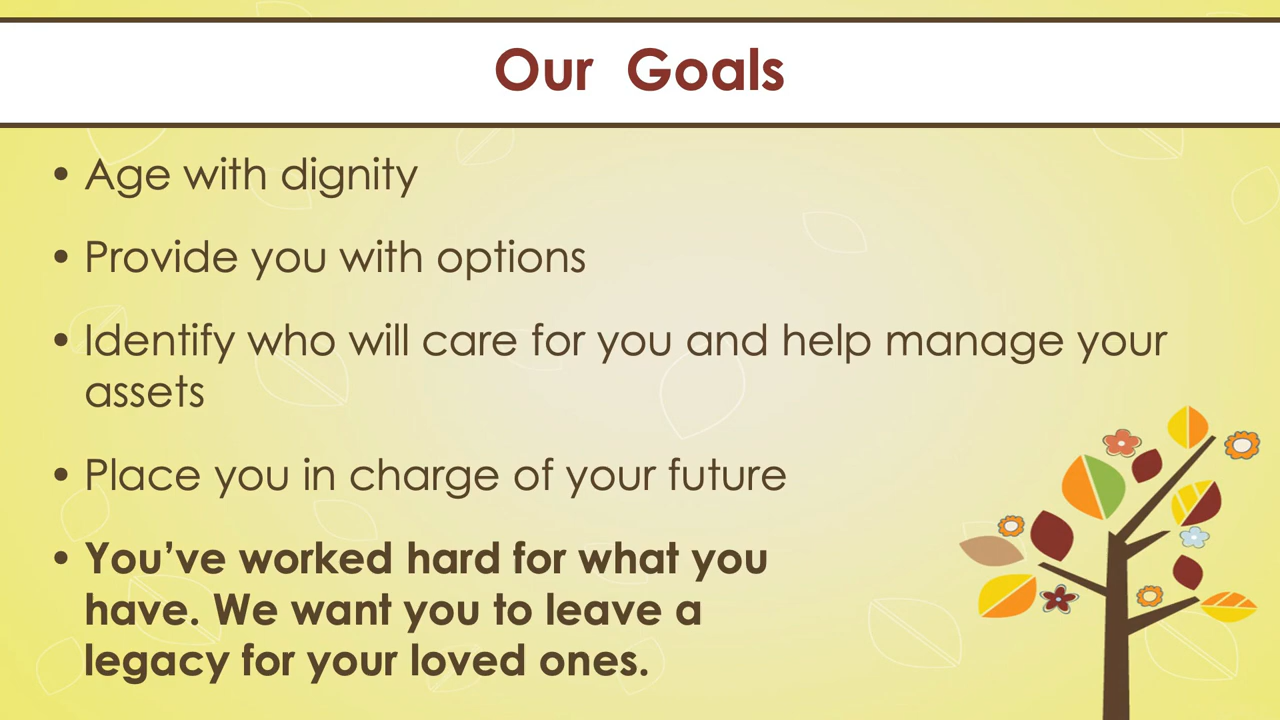 Our Goals
• Age with dignity
• Provide you with options
• Identify who will care for you and help manage your
assets
• Place you in charge of your future
• You’ve worked hard for what you
have. We want you to leave a
legacy for your loved ones.